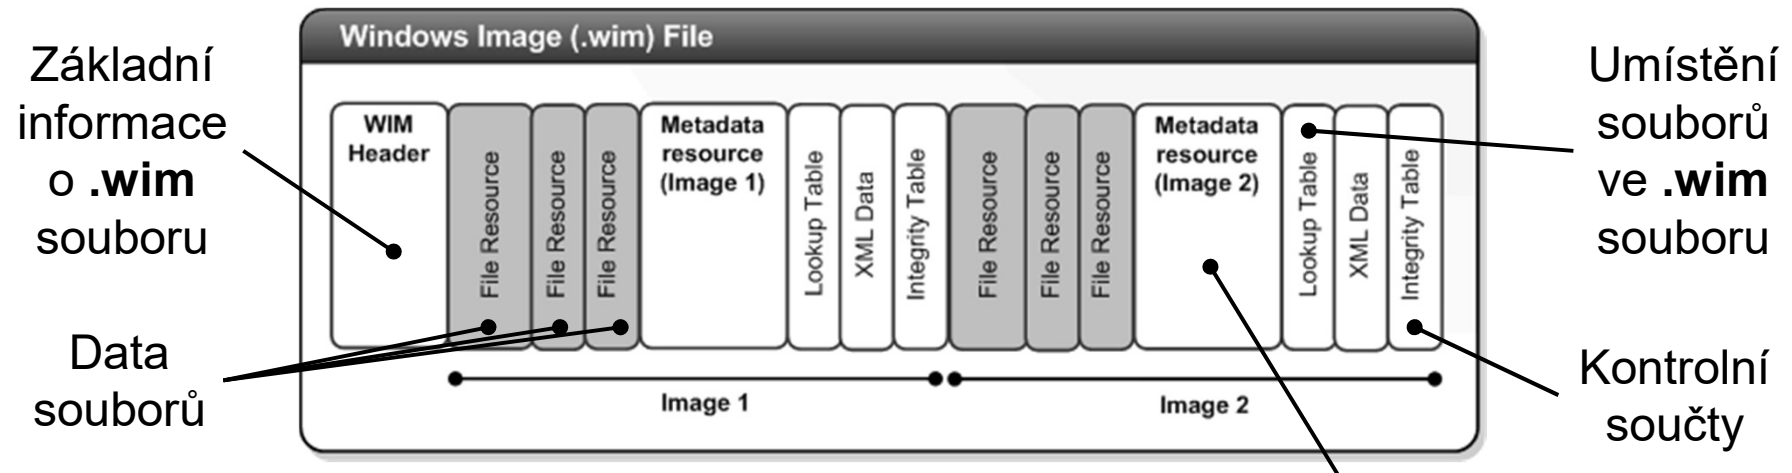 Windows Image (.wim) File
Základní
informace
o .wim
souboru
Data
souborů
WIM
Header
File Resource
File Resource
File Resource
Metadata
resource
(Image 1)
Lookup Table
XML Data
Integrity Table
File Resource
File Resource
File Resource
Metadata
resource
(Image 2)
Lookup Table
XML Data
Integrity Table
Image 1
Image 2
Umístění
souborů
ve .wim
souboru
Kontrolní
součty